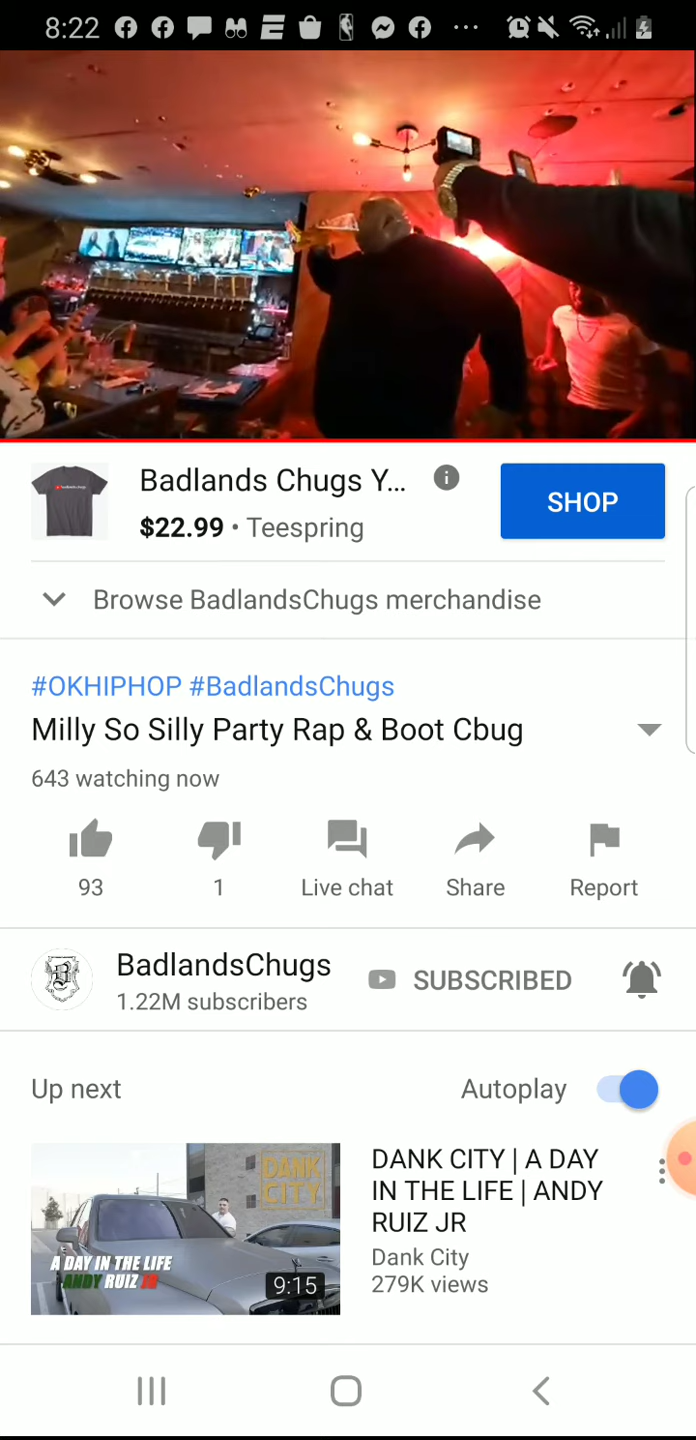 8:22
Badlands Chugs Y...
$22.99 • Teespring
SHOP
Browse BadlandsChugs merchandise
#OKHIPHOP #BadlandsChugs
Milly So Silly Party Rap & Boot Cbug
643 watching now
93
1
Live chat
Share
Report
BadlandsChugs
1.22M subscribers
SUBSCRIBED
Up next
Autoplay
DANK
CITY
A DAY IN THE LIFE
ANDY RUIZ JR
9:15
DANK CITY | A DAY
IN THE LIFE | ANDY
RUIZ JR
Dank City
279K views